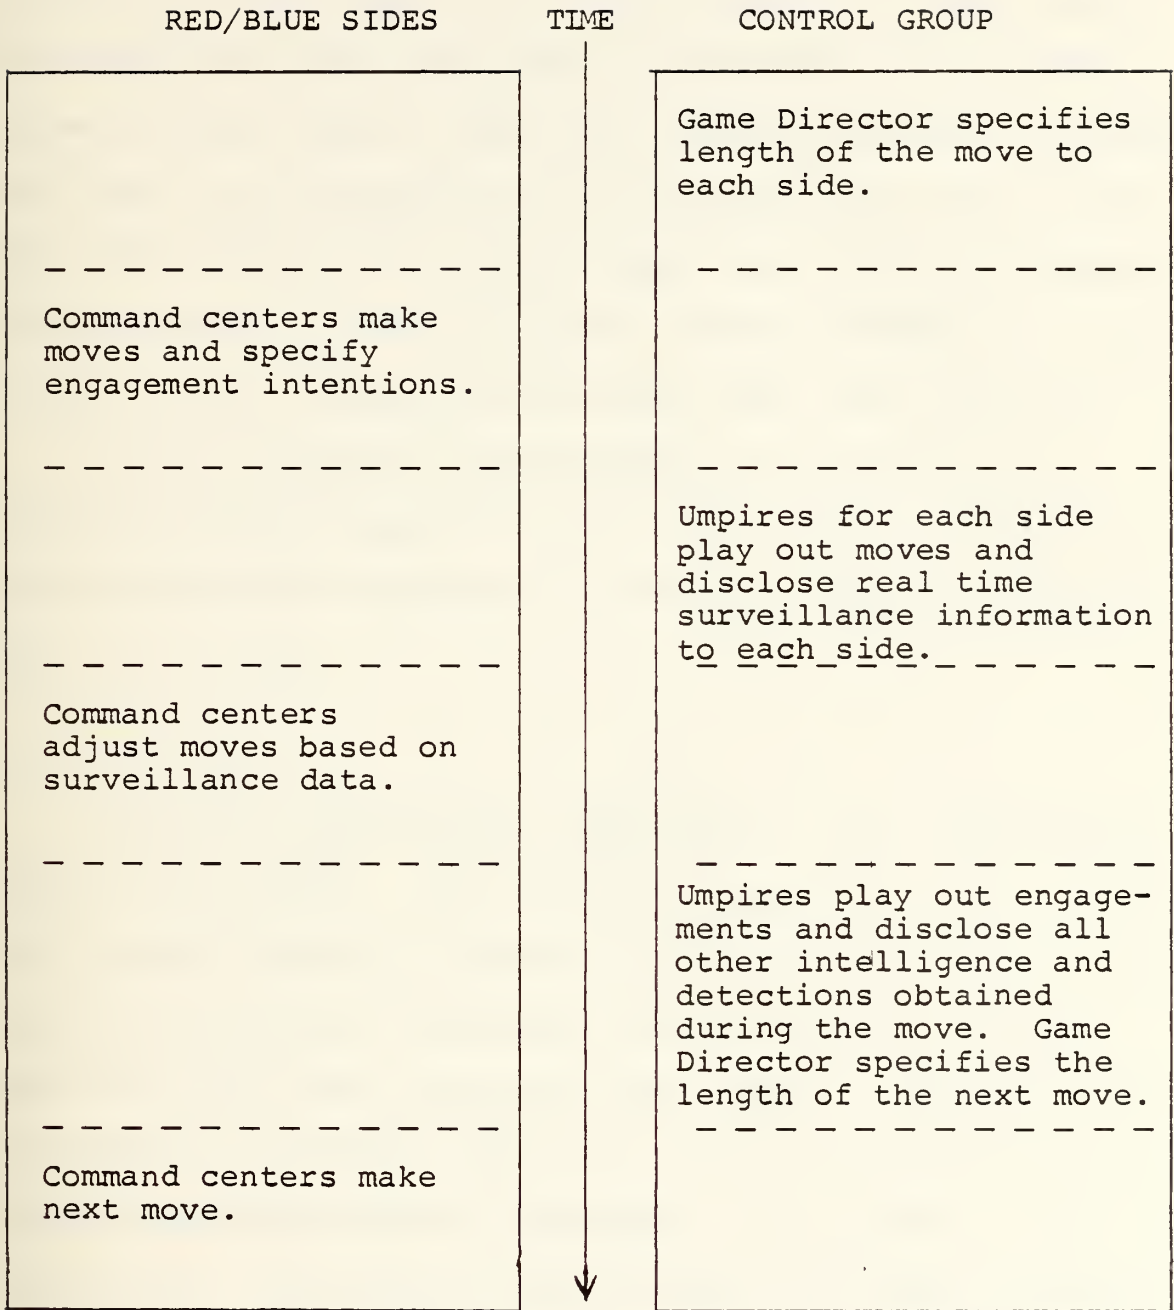 RED/BLUE SIDES TIME CONTROL GROUP
Game Director specifies
length of the move to
each side.
Command centers make
moves and specify
engagement intentions.
Umpires for each side
play out moves and
disclose real time
surveillance information
to each side.
Command centers
adjust moves based on
surveillance data.
Umpires play out engage-
ments and disclose all
other intelligence and
detections obtained
during the move. Game
Director specifies the
length of the next move.
Command centers make
next move.